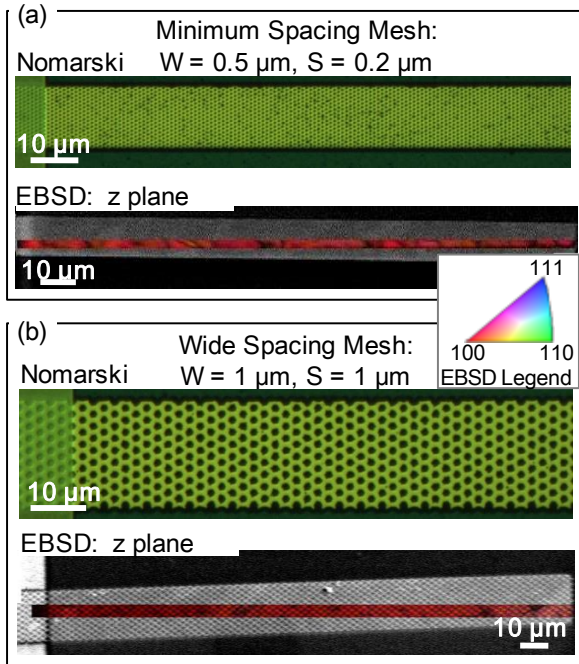 (a)
Minimum Spacing Mesh:
Nomarski W = 0.5 µm, S = 0.2 µm
10 µm
EBSD: z plane
10 µm
111
100 110
EBSD Legend
(b)
Wide Spacing Mesh:
Nomarski W = 1 µm, S = 1 µm
10 µm
EBSD: z plane
10 µm